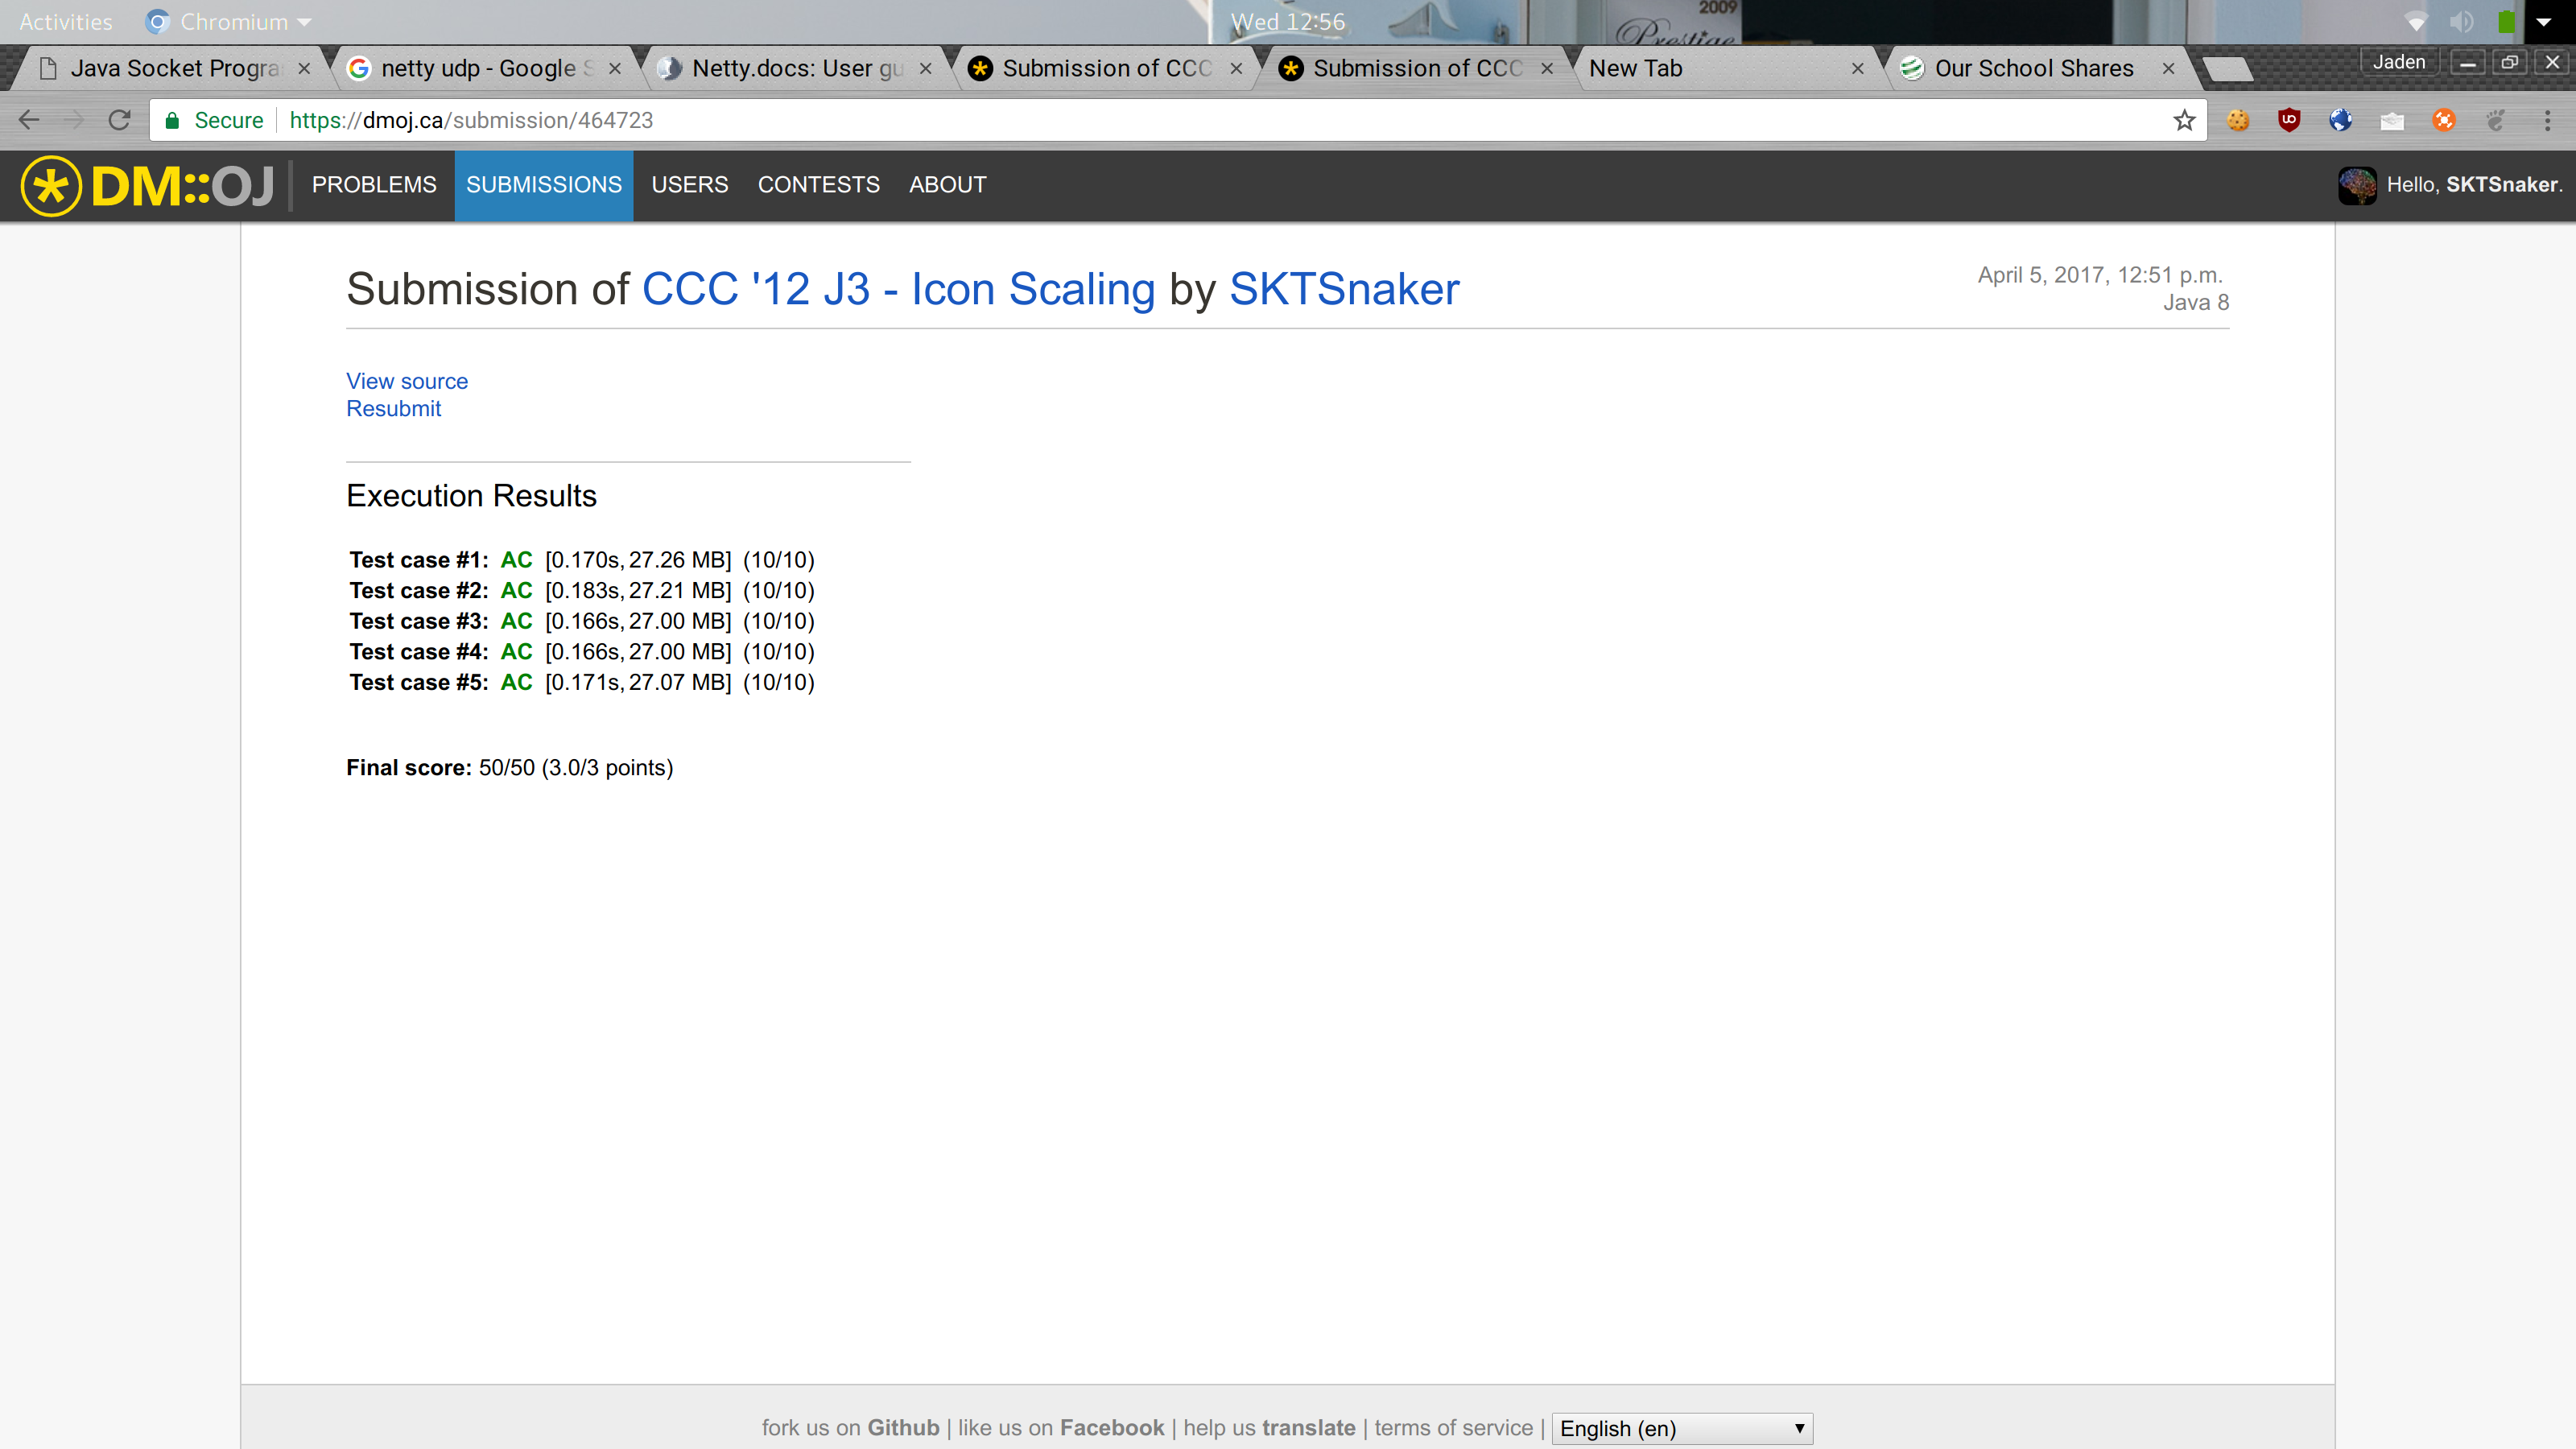 Activities Chromium Wed 12:56 2009
Prestige
Java Socket Progra netty udp - Google S Netty.docs: User gu Submission of CCC Submission of CCC New Tab Our School Shares Jaden
Secure https://dmoj.ca/submission/464723
DM::OJ PROBLEMS SUBMISSIONS USERS CONTESTS ABOUT Hello, SKTSnaker.
Submission of CCC '12 J3 - Icon Scaling by SKTSnaker
April 5, 2017, 12:51 p.m.
Java 8
View source
Resubmit
Execution Results
Test case #1: AC [0.170s, 27.26 MB] (10/10)
Test case #2: AC [0.183s, 27.21 MB] (10/10)
Test case #3: AC [0.166s, 27.00 MB] (10/10)
Test case #4: AC [0.166s, 27.00 MB] (10/10)
Test case #5: AC [0.171s, 27.07 MB] (10/10)
Final score: 50/50 (3.0/3 points)
fork us on Github | like us on Facebook | help us translate | terms of service | English (en)